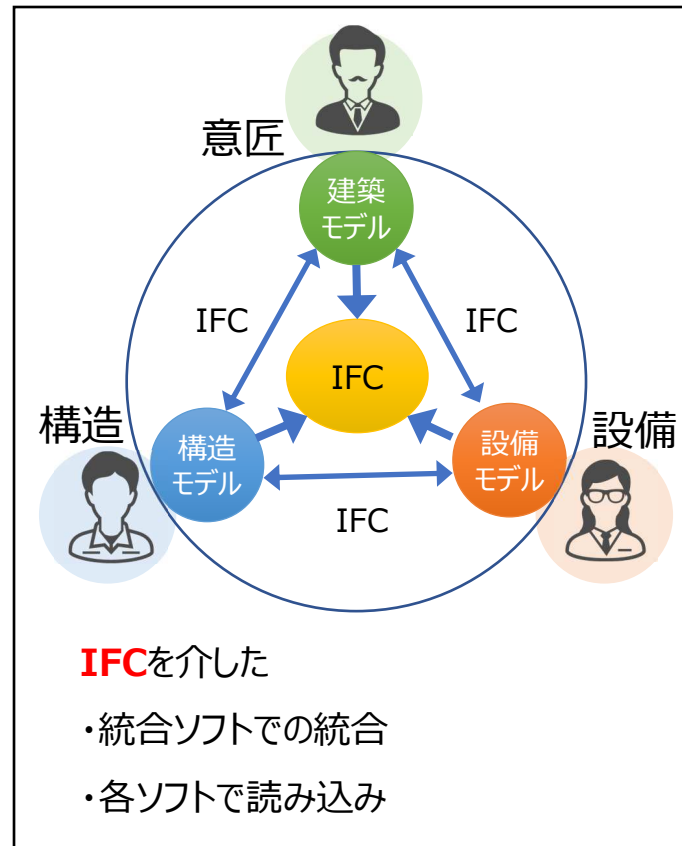 意匠
建築
モデル
IFC
IFC
IFC
構造
構造
モデル
設備
モデル
設備
IFC
IFCを介した
・統合ソフトでの統合
・各ソフトで読み込み